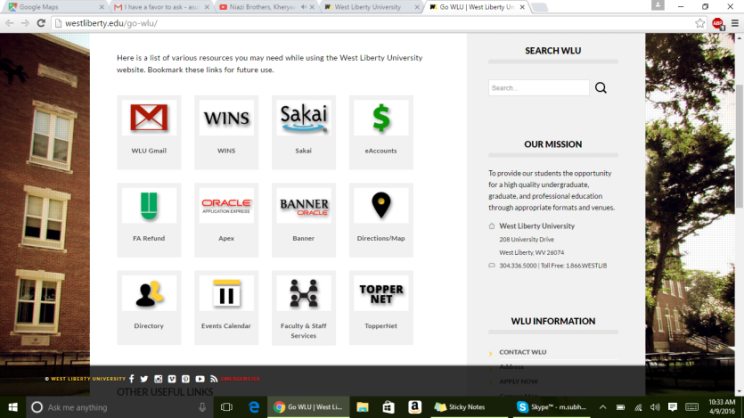 Google Maps
I have a favor to ask - asa
Niazi Brothers, Kheryw
West Liberty University
Go WLU | West Liberty Un
westliberty.edu/go-wlu/
Here is a list of various resources you may need while using the West Liberty University
website. Bookmark these links for future use.
WLU Gmail
WINS
WINS
Sakai
Sakai
eAccounts
FA Refund
ORACLE
APPLICATION EXPRESS
Apex
BANNER
ORACLE
Banner
Directions/Map
Directory
Events Calendar
Faculty & Staff
Services
TOPPER
NET
TopperNet
SEARCH WLU
Search...
OUR MISSION
To provide our students the opportunity
for a high quality undergraduate,
graduate, and professional education
through appropriate formats and venues.
West Liberty University
208 University Drive
West Liberty, WV 26074
304.336.5000 | Toll Free: 1.866.WESTLIB
WLU INFORMATION
CONTACT WLU
Address
APPLY NOW
© WEST LIBERTY UNIVERSITY
OTHER USEFUL LINKS
Ask me anything
Go WLU | West Li...
Sticky Notes
Skype™ - m.subh...
10:33 AM
4/9/2016